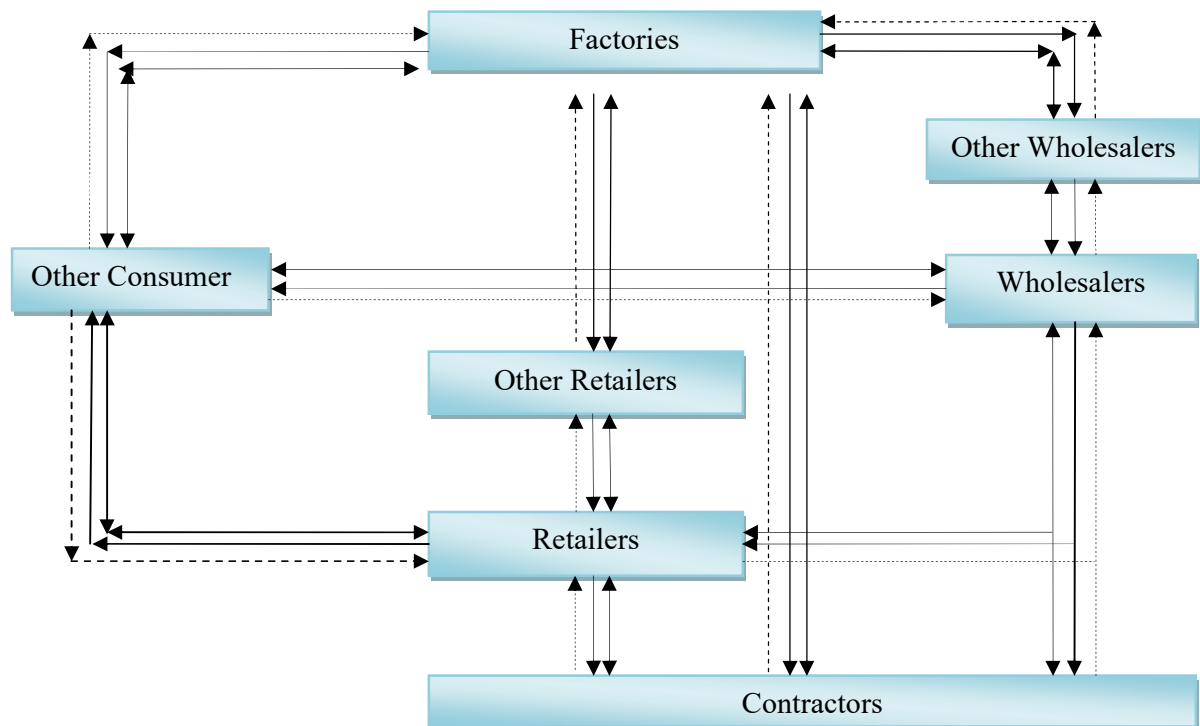 Factories
Other Wholesalers
Other Consumer
Wholesalers
Other Retailers
Retailers
Contractors